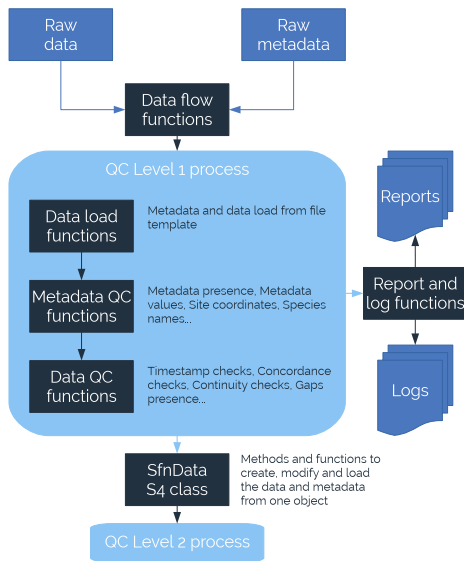 Raw
data
Raw
metadata
Data flow
functions
QC Level 1 process
Data load
functions
Metadata and data load from file
template
Metadata QC
functions
Metadata presence, Metadata
values, Site coordinates, Species
names...
Data QC
functions
Timestamp checks, Concordance
checks, Continuity checks, Gaps
presence...
Reports
Report and
log functions
Logs
SfnData
S4 class
Methods and functions to
create, modify and load
the data and metadata
from one object
QC Level 2 process